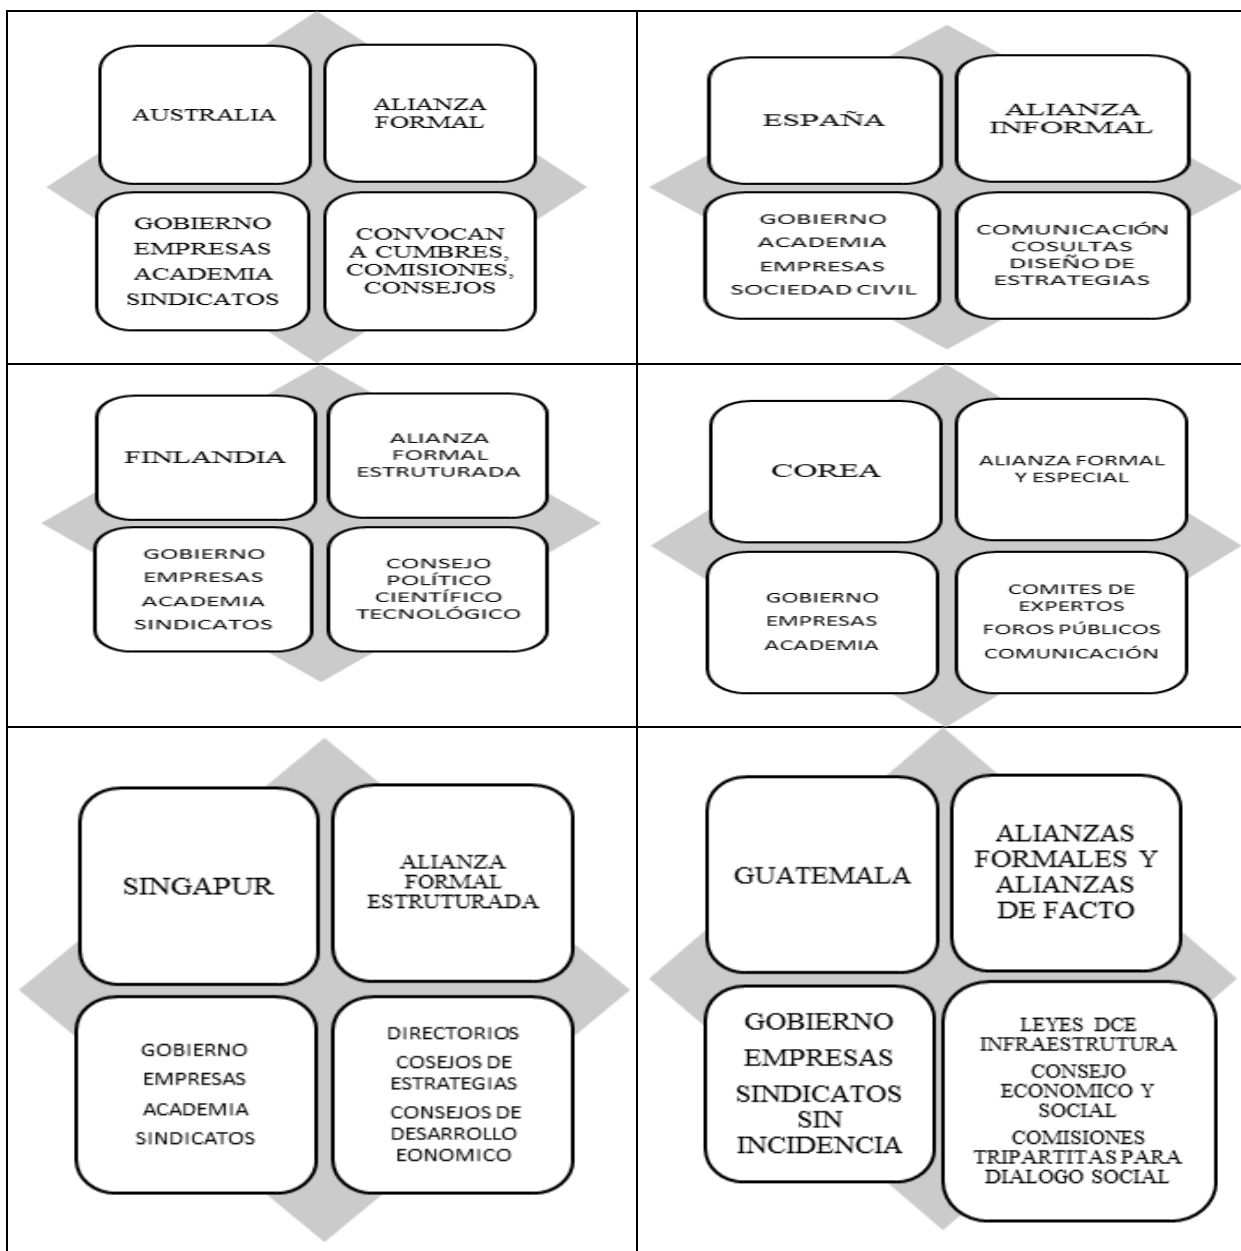 AUSTRALIA
ALIANZA
FORMAL
GOBIERNO
EMPRESAS
ACADEMIA
SINDICATOS
CONVOCAN
A CUMBRES,
COMISIONES,
CONSEJOS
ESPAÑA
ALIANZA
INFORMAL
GOBIERNO
ACADEMIA
EMPRESAS
SOCIEDAD CIVIL
COMUNICACIÓN
COSULTAS
DISEÑO DE
ESTRATEGIAS
FINLANDIA
ALIANZA
FORMAL
ESTRUTURADA
GOBIERNO
EMPRESAS
ACADEMIA
SINDICATOS
CONSEJO
POLÍTICO
CIENTÍFICO
TECNOLÓGICO
COREA
ALIANZA FORMAL
Y ESPECIAL
GOBIERNO
EMPRESAS
ACADEMIA
COMITES DE
EXPERTOS
FOROS PÚBLICOS
COMUNICACIÓN
SINGAPUR
ALIANZA
FORMAL
ESTRUTURADA
GOBIERNO
EMPRESAS
ACADEMIA
SINDICATOS
DIRECTORIOS
COSEJOS DE
ESTRATEGIAS
CONSEJOS DE
DESARROLLO
EONOMICO
GUATEMALA
ALIANZAS
FORMALES Y
ALIANZAS
DE FACTO
GOBIERNO
EMPRESAS
SINDICATOS
SIN
INCIDENCIA
LEYES DCE
INFRAESTRUTURA
CONSEJO
ECONOMICO Y
SOCIAL
COMISIONES
TRIPARTITAS PARA
DIALOGO SOCIAL